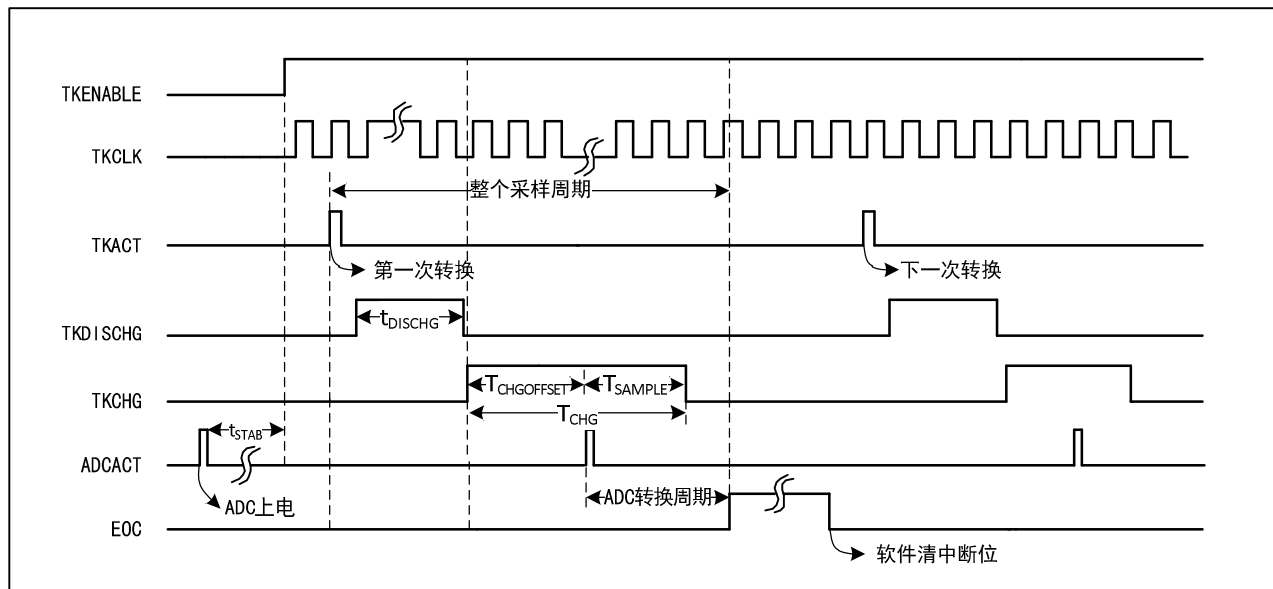 TKENABLE
TKCLK
整个采样周期
TKACT
第一次转换
下一次转换
tDISCHG
TKDISCHG
TCHGOFFSET
TSAMPLE
TKCHG
TCHG
tSTAB
ADCACT
ADC上电
ADC转换周期
EOC
软件清中断位